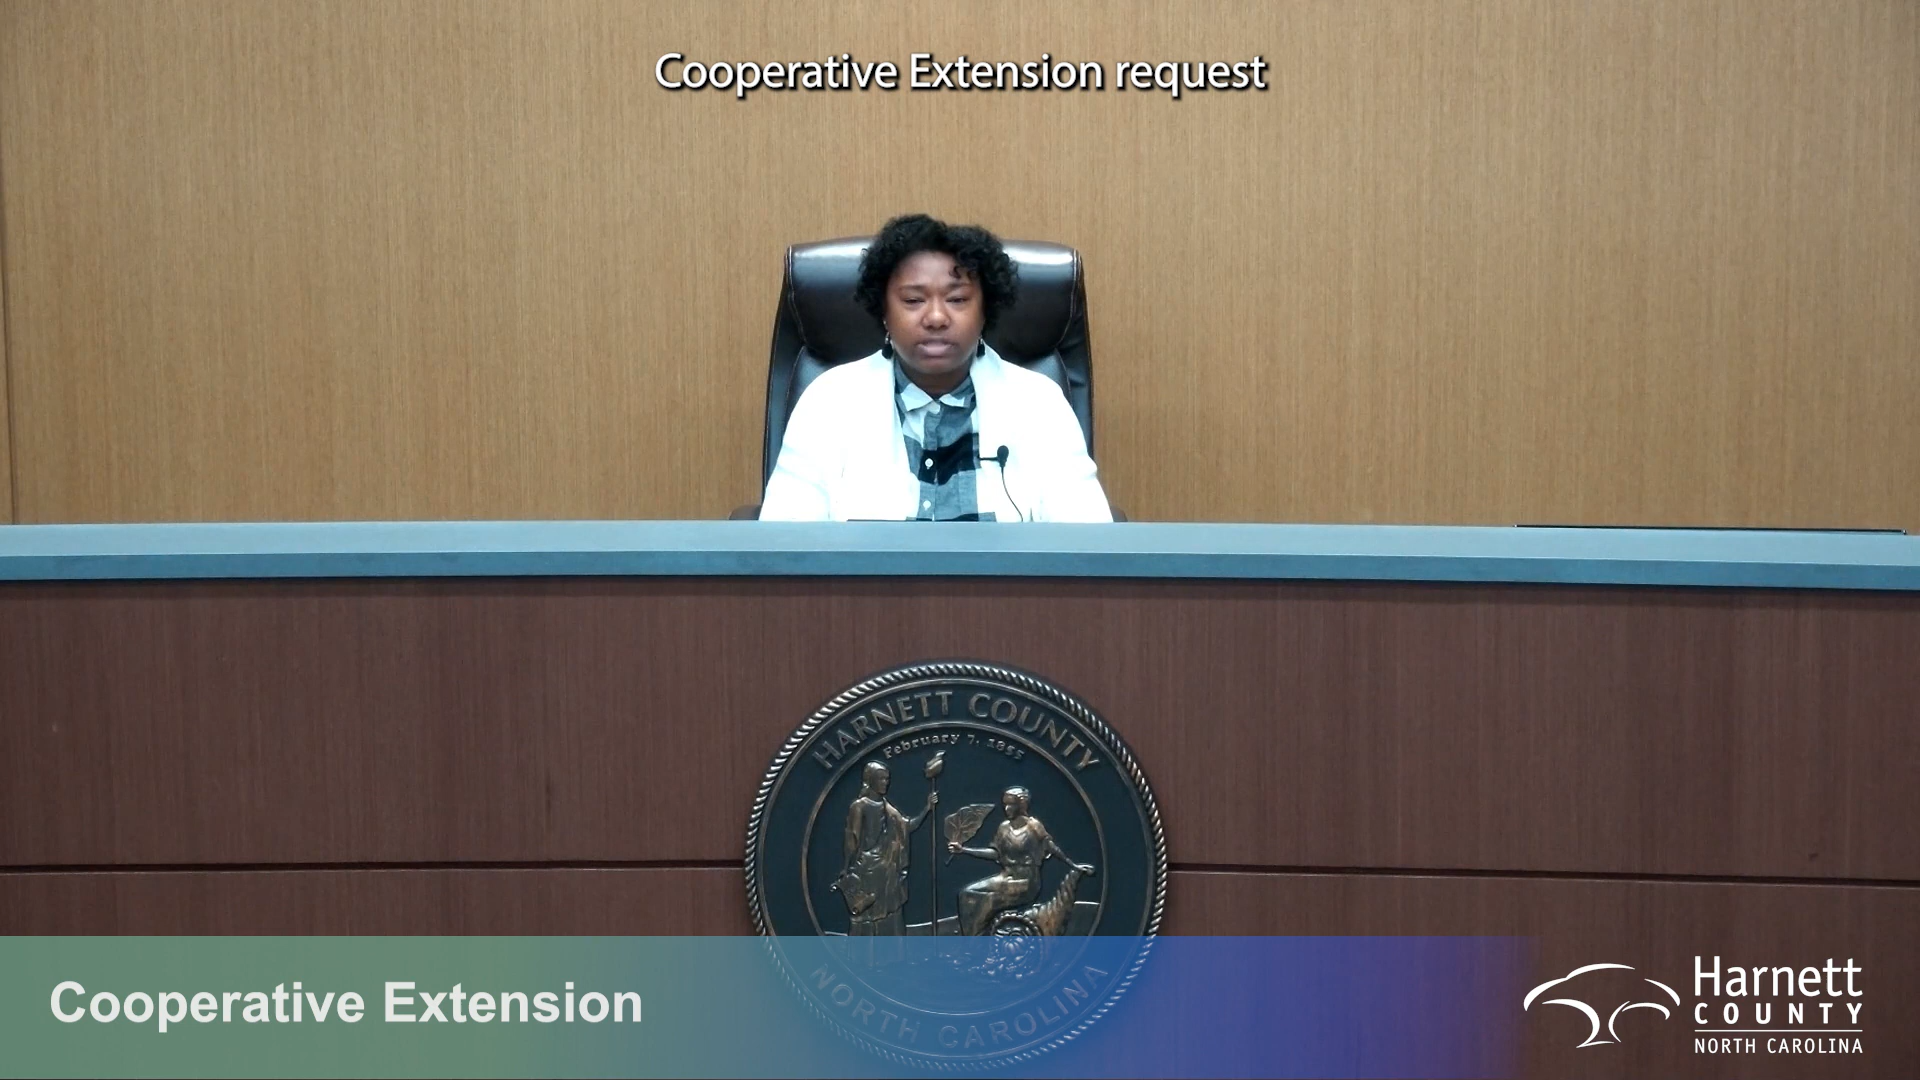 Cooperative Extension request
HARNETT COUNTY
February 7, 1855
NORTH CAROLINA
Cooperative Extension
Harnett
COUNTY
NORTH CAROLINA